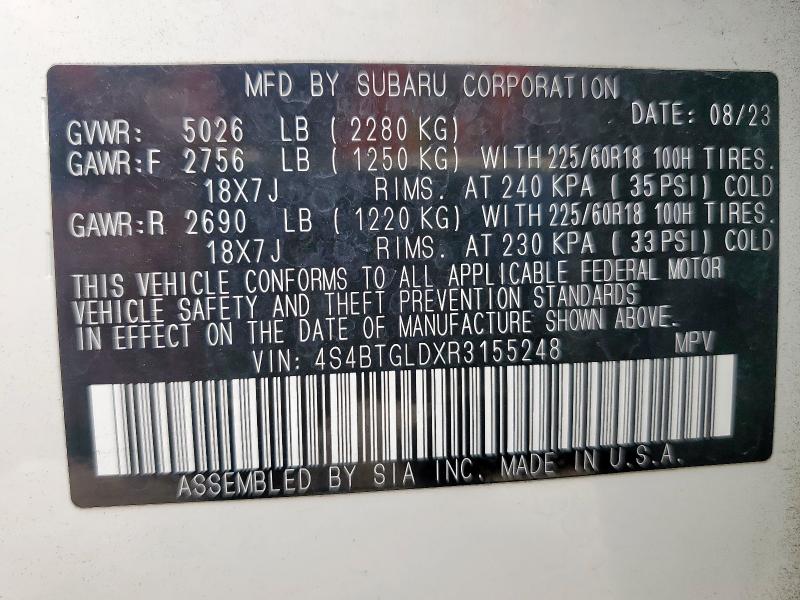 MFD BY SUBARU CORPORATION
DATE: 08/23
GVWR: 5026 LB ( 2280 KG)
GAWR:F 2756 LB ( 1250 KG) WITH 225/60R18 100H TIRES.
18X7J RIMS. AT 240 KPA ( 35 PSI) COLD
GAWR:R 2690 LB ( 1220 KG) WITH 225/60R18 100H TIRES.
18X7J RIMS. AT 230 KPA ( 33 PSI) COLD
THIS VEHICLE CONFORMS TO ALL APPLICABLE FEDERAL MOTOR
VEHICLE SAFETY AND THEFT PREVENTION STANDARDS
IN EFFECT ON THE DATE OF MANUFACTURE SHOWN ABOVE.
VIN: 4S4BTGLDXR3155248 MPV
ASSEMBLED BY SIA INC. MADE IN U.S.A.